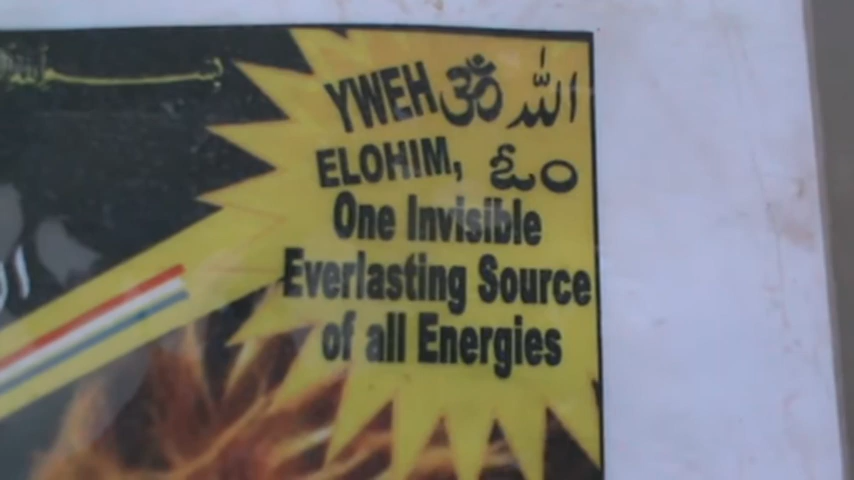 YWEH ॐ الله
ELOHIM, ఓం
One Invisible
Everlasting Source
of all Energies